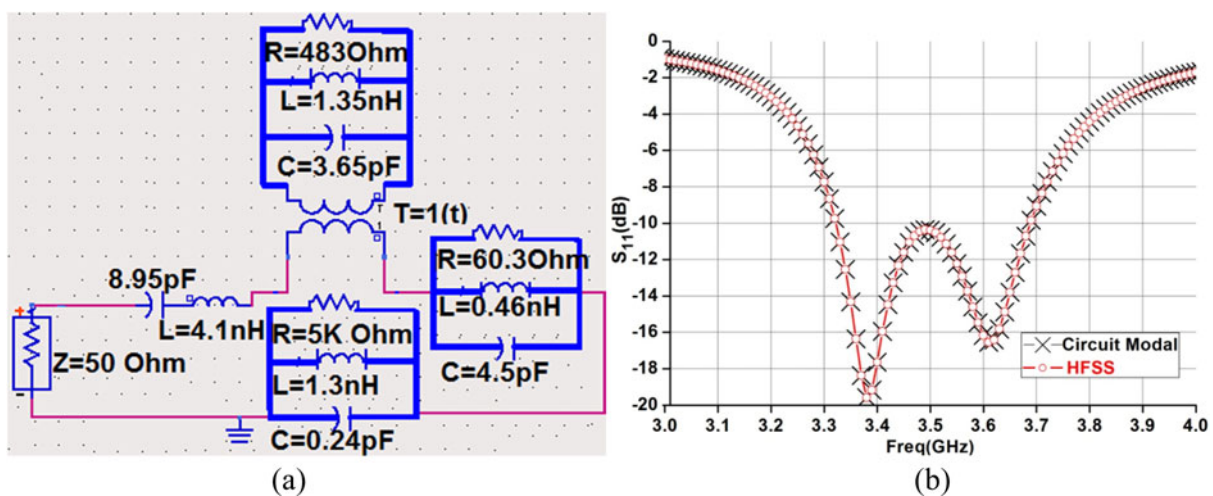 R=483Ohm
L=1.35nH
C=3.65pF
T
1
T=1(t)
8.95pF
L=4.1nH
+
Z=50 Ohm
-
R=5K Ohm
L=1.3nH
C=0.24pF
R=60.3Ohm
L=0.46nH
C=4.5pF
(a)
0
-2
-4
-6
-8
-10
-12
-14
-16
-18
-20
S11(dB)
3.0 3.1 3.2 3.3 3.4 3.5 3.6 3.7 3.8 3.9 4.0
Freq(GHz)
Circuit Modal
HFSS
(b)